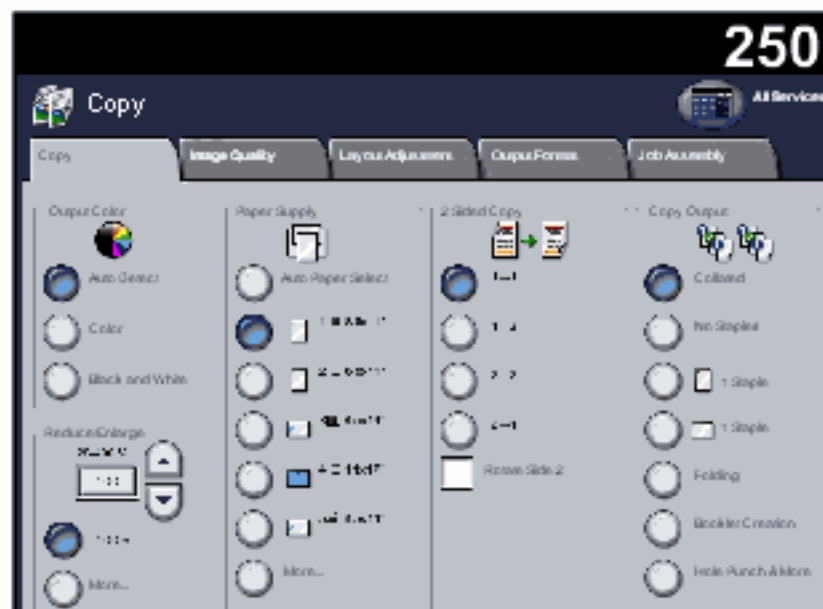 250
Copy
All Services
Copy
Image Quality
Layout Adjustment
Output Format
Job Assembly
Output Color
Auto Detect
Color
Black and White
Reduce/Enlarge
100
100%
More...
Paper Supply
Auto Paper Select
More...
2 Sided Copy
Rotate Side 2
Copy Output
Collated
No Staples
1 Staple
1 Staple
Folding
Booklet Creation
Hole Punch & More